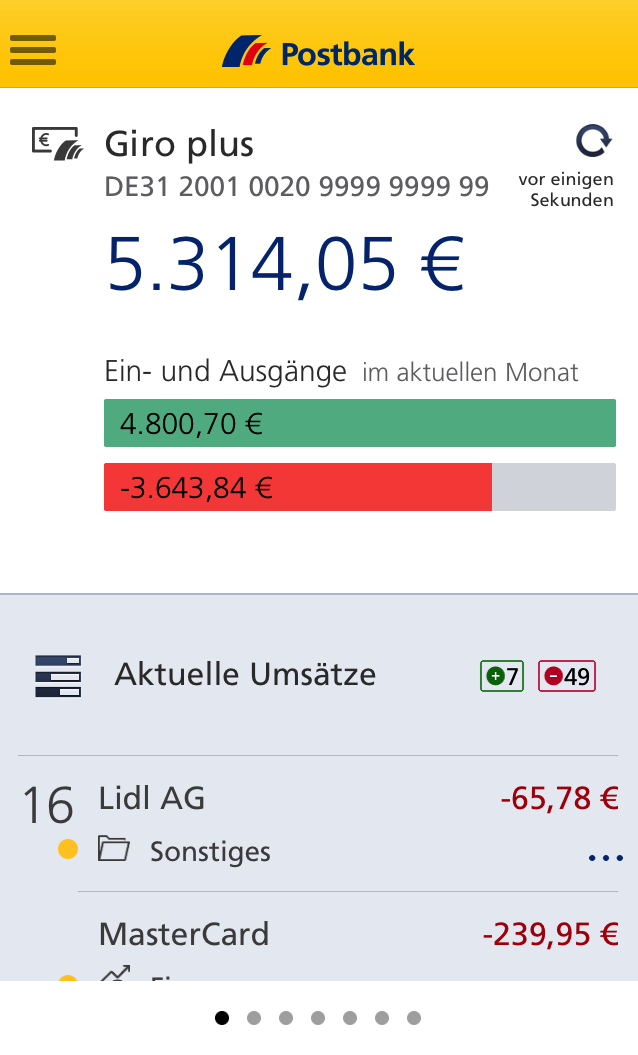 Postbank
€
Giro plus
DE31 2001 0020 9999 9999 99
vor einigen
Sekunden
5.314,05 €
Ein- und Ausgänge im aktuellen Monat
4.800,70 €
-3.643,84 €
Aktuelle Umsätze +7 -49
16 Lidl AG -65,78 €
Sonstiges ...
MasterCard -239,95 €